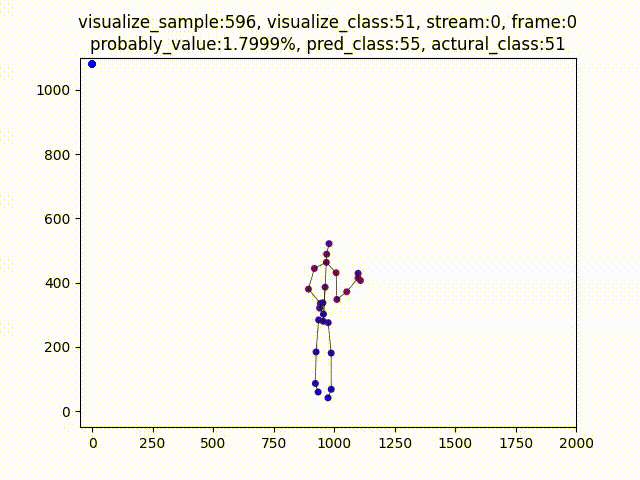 visualize_sample:596, visualize_class:51, stream:0, frame:0
probably_value:1.7999%, pred_class:55, actural_class:51
1000
800
600
400
200
0
0 250 500 750 1000 1250 1500 1750 2000